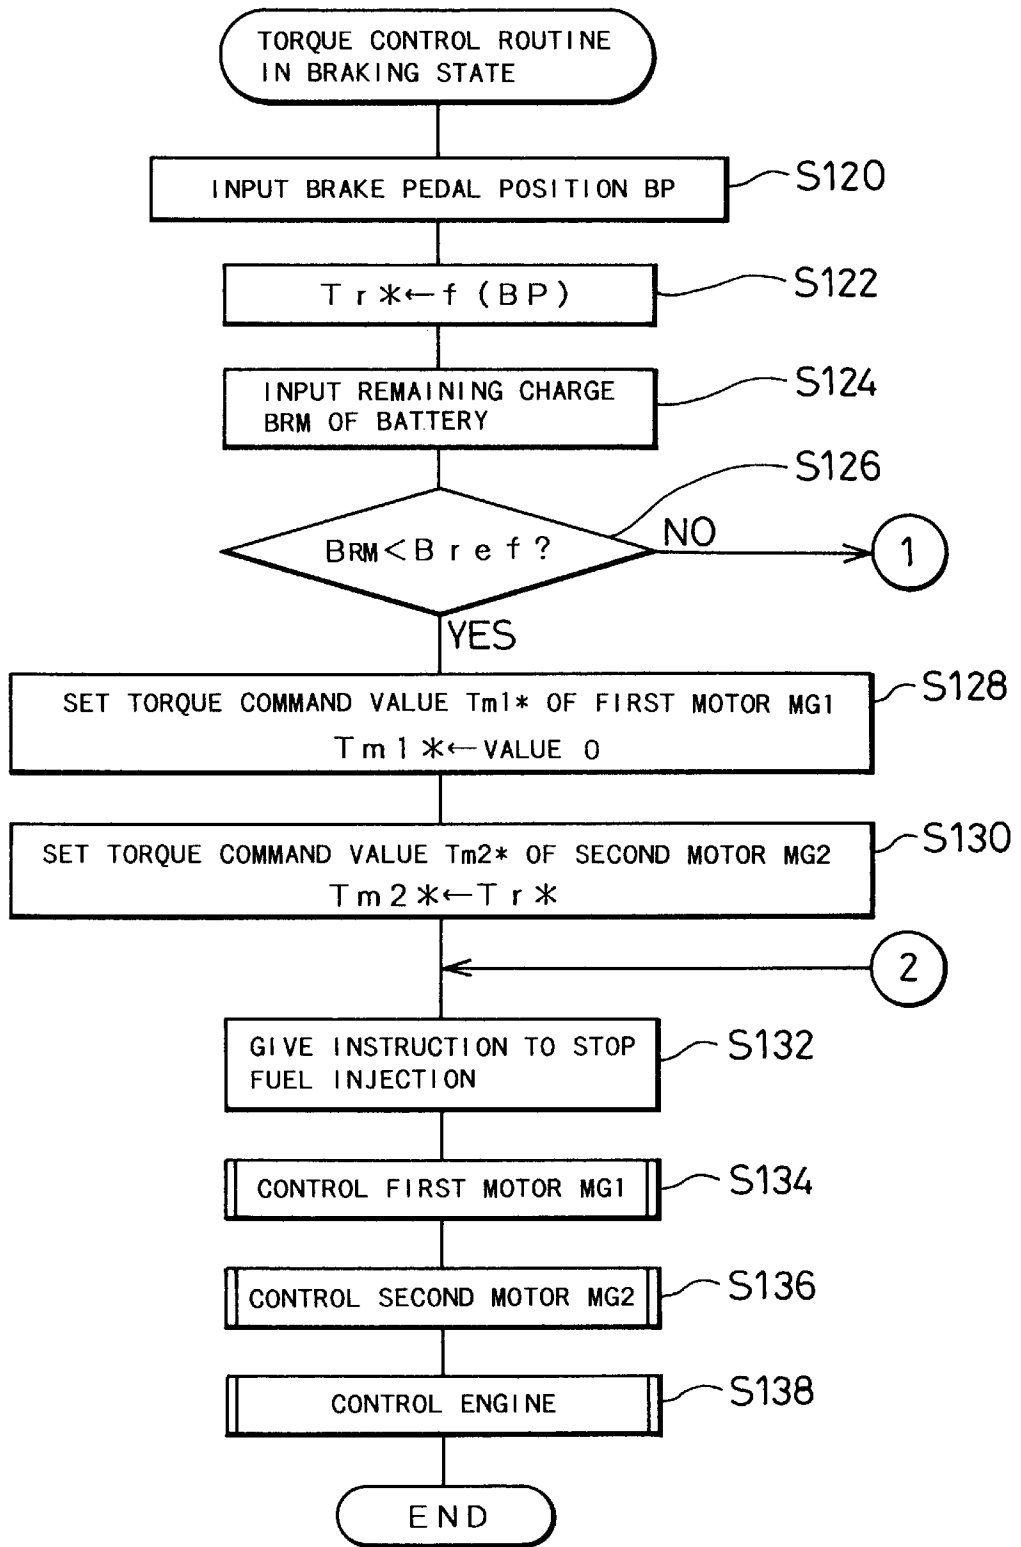 TORQUE CONTROL ROUTINE
IN BRAKING STATE
INPUT BRAKE PEDAL POSITION BP
S120
Tr*←f(BP)
S122
INPUT REMAINING CHARGE
BRM OF BATTERY
S124
S126
BRM<Bref?
NO
1
YES
SET TORQUE COMMAND VALUE Tm1* OF FIRST MOTOR MG1
Tm1*←VALUE 0
S128
SET TORQUE COMMAND VALUE Tm2* OF SECOND MOTOR MG2
Tm2*←Tr*
S130
2
GIVE INSTRUCTION TO STOP
FUEL INJECTION
S132
CONTROL FIRST MOTOR MG1
S134
CONTROL SECOND MOTOR MG2
S136
CONTROL ENGINE
S138
END